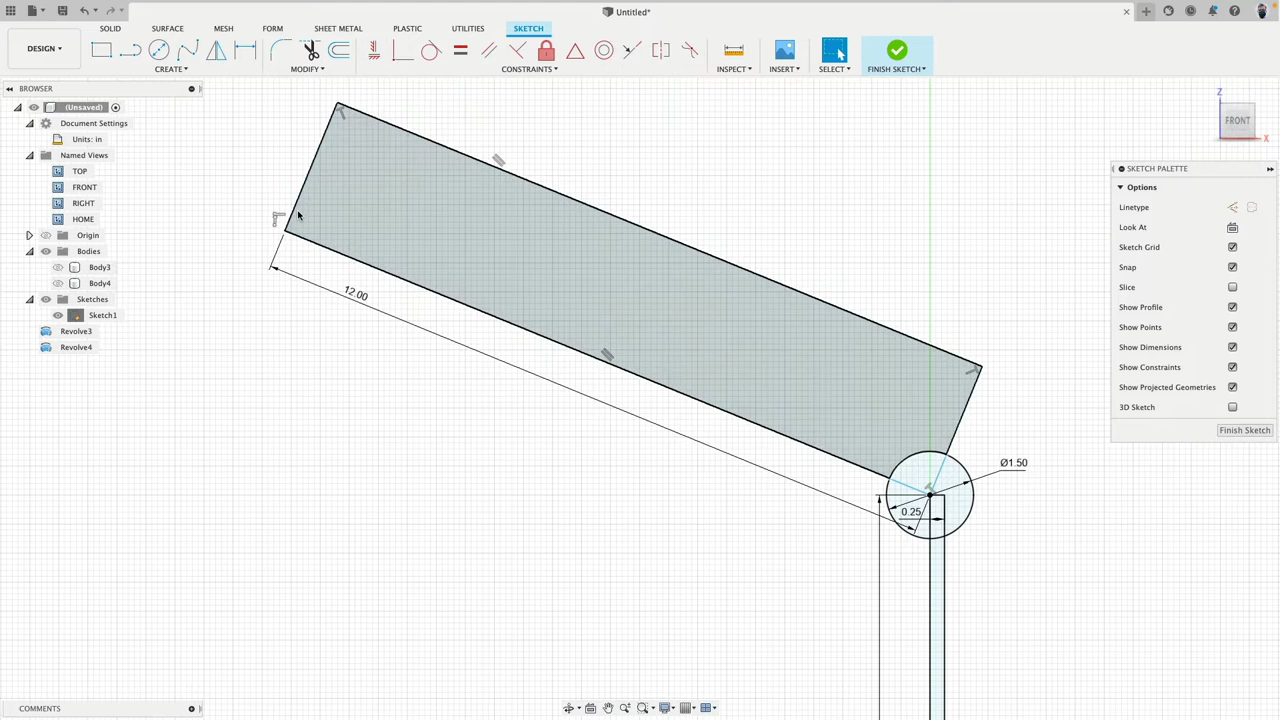 Untitled*
DESIGN
SOLID
SURFACE
MESH
FORM
SHEET METAL
PLASTIC
UTILITIES
SKETCH
CREATE
MODIFY
CONSTRAINTS
INSPECT
INSERT
SELECT
FINISH SKETCH
BROWSER
(Unsaved)
Document Settings
Units: in
Named Views
TOP
FRONT
RIGHT
HOME
Origin
Bodies
Body3
Body4
Sketches
Sketch1
Revolve3
Revolve4
12.00
Ø1.50
0.25
Z
FRONT
X
SKETCH PALETTE
Options
Linetype
Look At
Sketch Grid
Snap
Slice
Show Profile
Show Points
Show Dimensions
Show Constraints
Show Projected Geometries
3D Sketch
Finish Sketch
COMMENTS